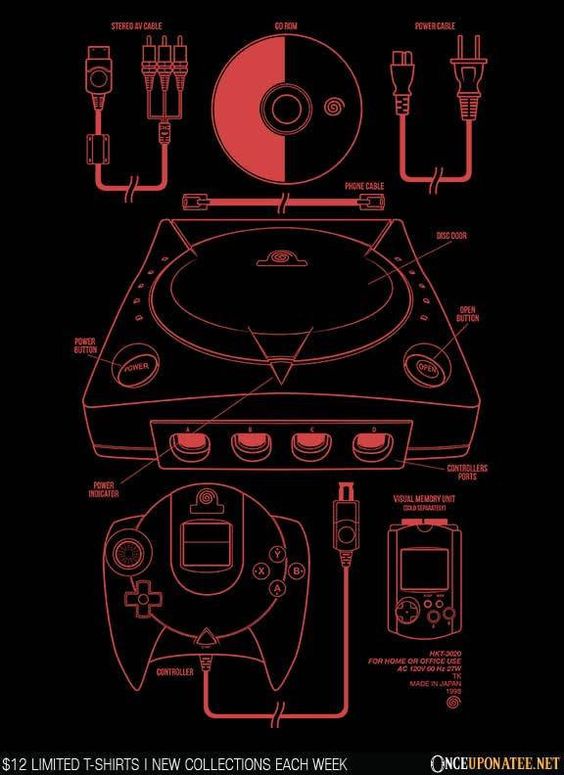 STEREO AV CABLE
GD ROM
POWER CABLE
PHONE CABLE
DISC DOOR
OPEN
BUTTON
POWER
BUTTON
POWER
OPEN
A B C D
CONTROLLERS
PORTS
POWER
INDICATOR
VISUAL MEMORY UNIT
(SOLD SEPARATELY)
Y
X B
A
START
CONTROLLER
HKT-3020
FOR HOME OR OFFICE USE
AC 120V 60 Hz 27W
TK
MADE IN JAPAN
1998
$12 LIMITED T-SHIRTS | NEW COLLECTIONS EACH WEEK
ONCEUPONATEE.NET